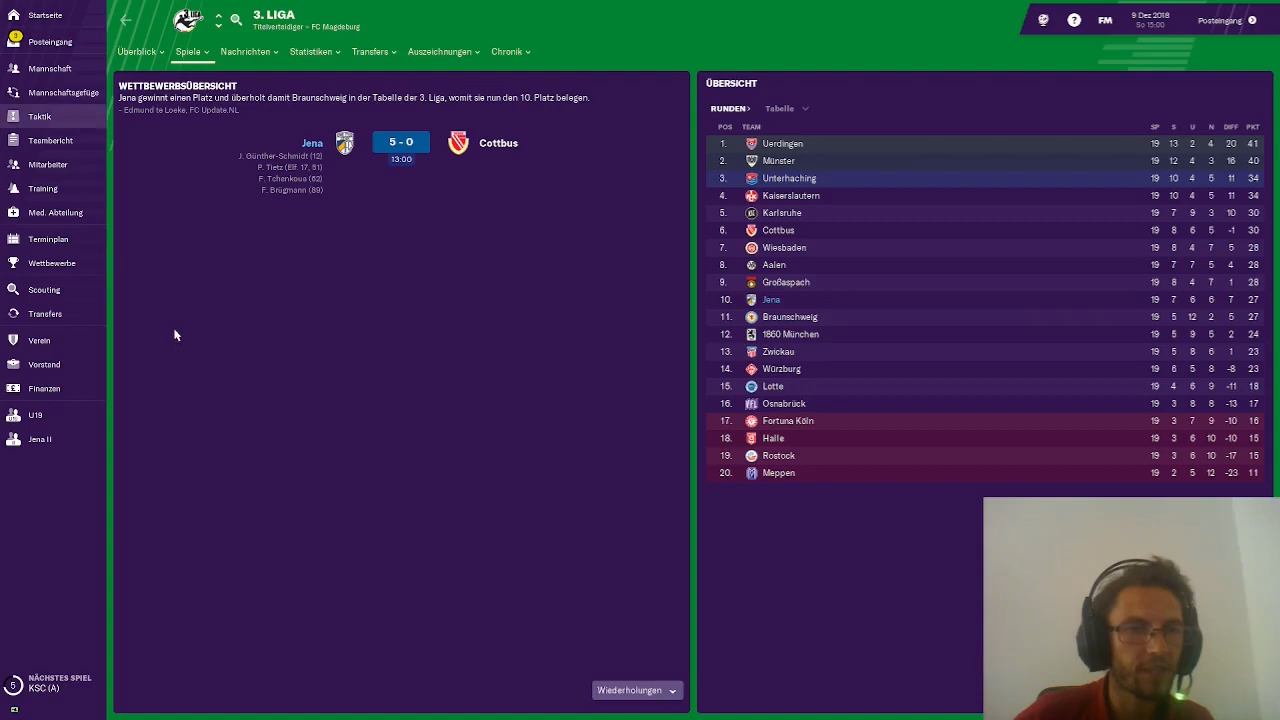 Startseite
3 Posteingang
Mannschaft
Mannschaftsgefüge
Taktik
Teambericht
Mitarbeiter
Training
Med. Abteilung
Terminplan
Wettbewerbe
Scouting
Transfers
Verein
Vorstand
Finanzen
U19
Jena II
5 NÄCHSTES SPIEL
KSC (A)
3. LIGA
Titelverteidiger – FC Magdeburg
FM
9 Dez 2018
So 15:00
Posteingang
Überblick Spiele Nachrichten Statistiken Transfers Auszeichnungen Chronik
WETTBEWERBSÜBERSICHT
Jena gewinnt einen Platz und überholt damit Braunschweig in der Tabelle der 3. Liga, womit sie nun den 10. Platz belegen.
– Edmund te Loeke, FC Update.NL
Jena 5 - 0 Cottbus
13:00
J. Günther-Schmidt (12)
P. Tietz (Elf. 17, 51)
F. Tchenkoua (62)
F. Brügmann (89)
Wiederholungen
ÜBERSICHT
RUNDEN> Tabelle
POS TEAM SP S U N DIFF PKT
1. Uerdingen 19 13 2 4 20 41
2. Münster 19 12 4 3 16 40
3. Unterhaching 19 10 4 5 11 34
4. Kaiserslautern 19 10 4 5 11 34
5. Karlsruhe 19 7 9 3 10 30
6. Cottbus 19 8 6 5 -1 30
7. Wiesbaden 19 8 4 7 5 28
8. Aalen 19 7 7 5 4 28
9. Großaspach 19 8 4 7 1 28
10. Jena 19 7 6 6 7 27
11. Braunschweig 19 5 12 2 5 27
12. 1860 München 19 5 9 5 2 24
13. Zwickau 19 5 8 6 1 23
14. Würzburg 19 6 5 8 -8 23
15. Lotte 19 4 6 9 -11 18
16. Osnabrück 19 3 8 8 -13 17
17. Fortuna Köln 19 3 7 9 -10 16
18. Halle 19 3 6 10 -10 15
19. Rostock 19 3 6 10 -17 15
20. Meppen 19 2 5 12 -23 11